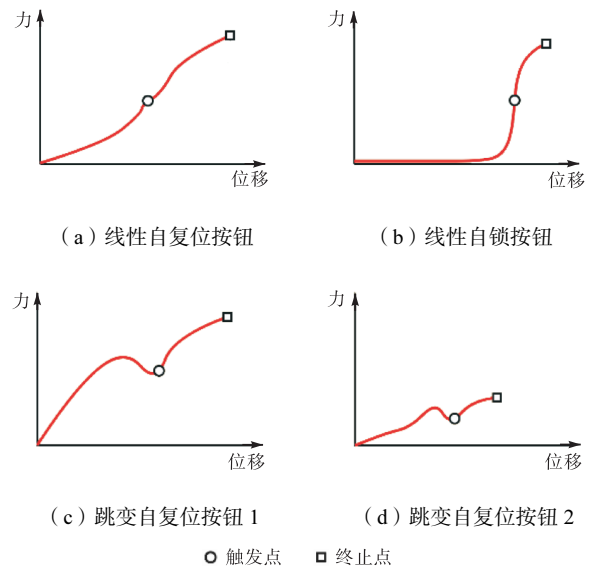 力
位移
（a）线性自复位按钮
力
位移
（b）线性自锁按钮
力
位移
（c）跳变自复位按钮 1
力
位移
（d）跳变自复位按钮 2
触发点 终止点